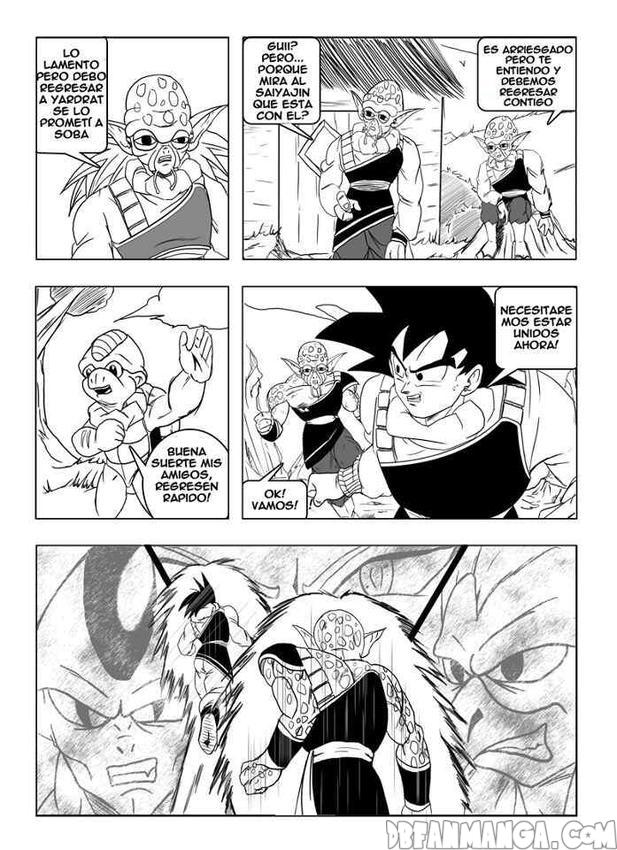 LO
LAMENTO
PERO DEBO
REGRESAR
A YARDRAT
SE LO
PROMETÍ A
SOBA
GUII?
PERO...
PORQUE
MIRA AL
SAIYAJIN
QUE ESTA
CON EL?
ES ARRIESGADO
PERO TE
ENTIENDO Y
DEBEMOS
REGRESAR
CONTIGO
BUENA
SUERTE MIS
AMIGOS,
REGRESEN
RAPIDO!
NECESITARE
MOS ESTAR
UNIDOS
AHORA!
OK!
VAMOS!
DBFANMANGA.COM